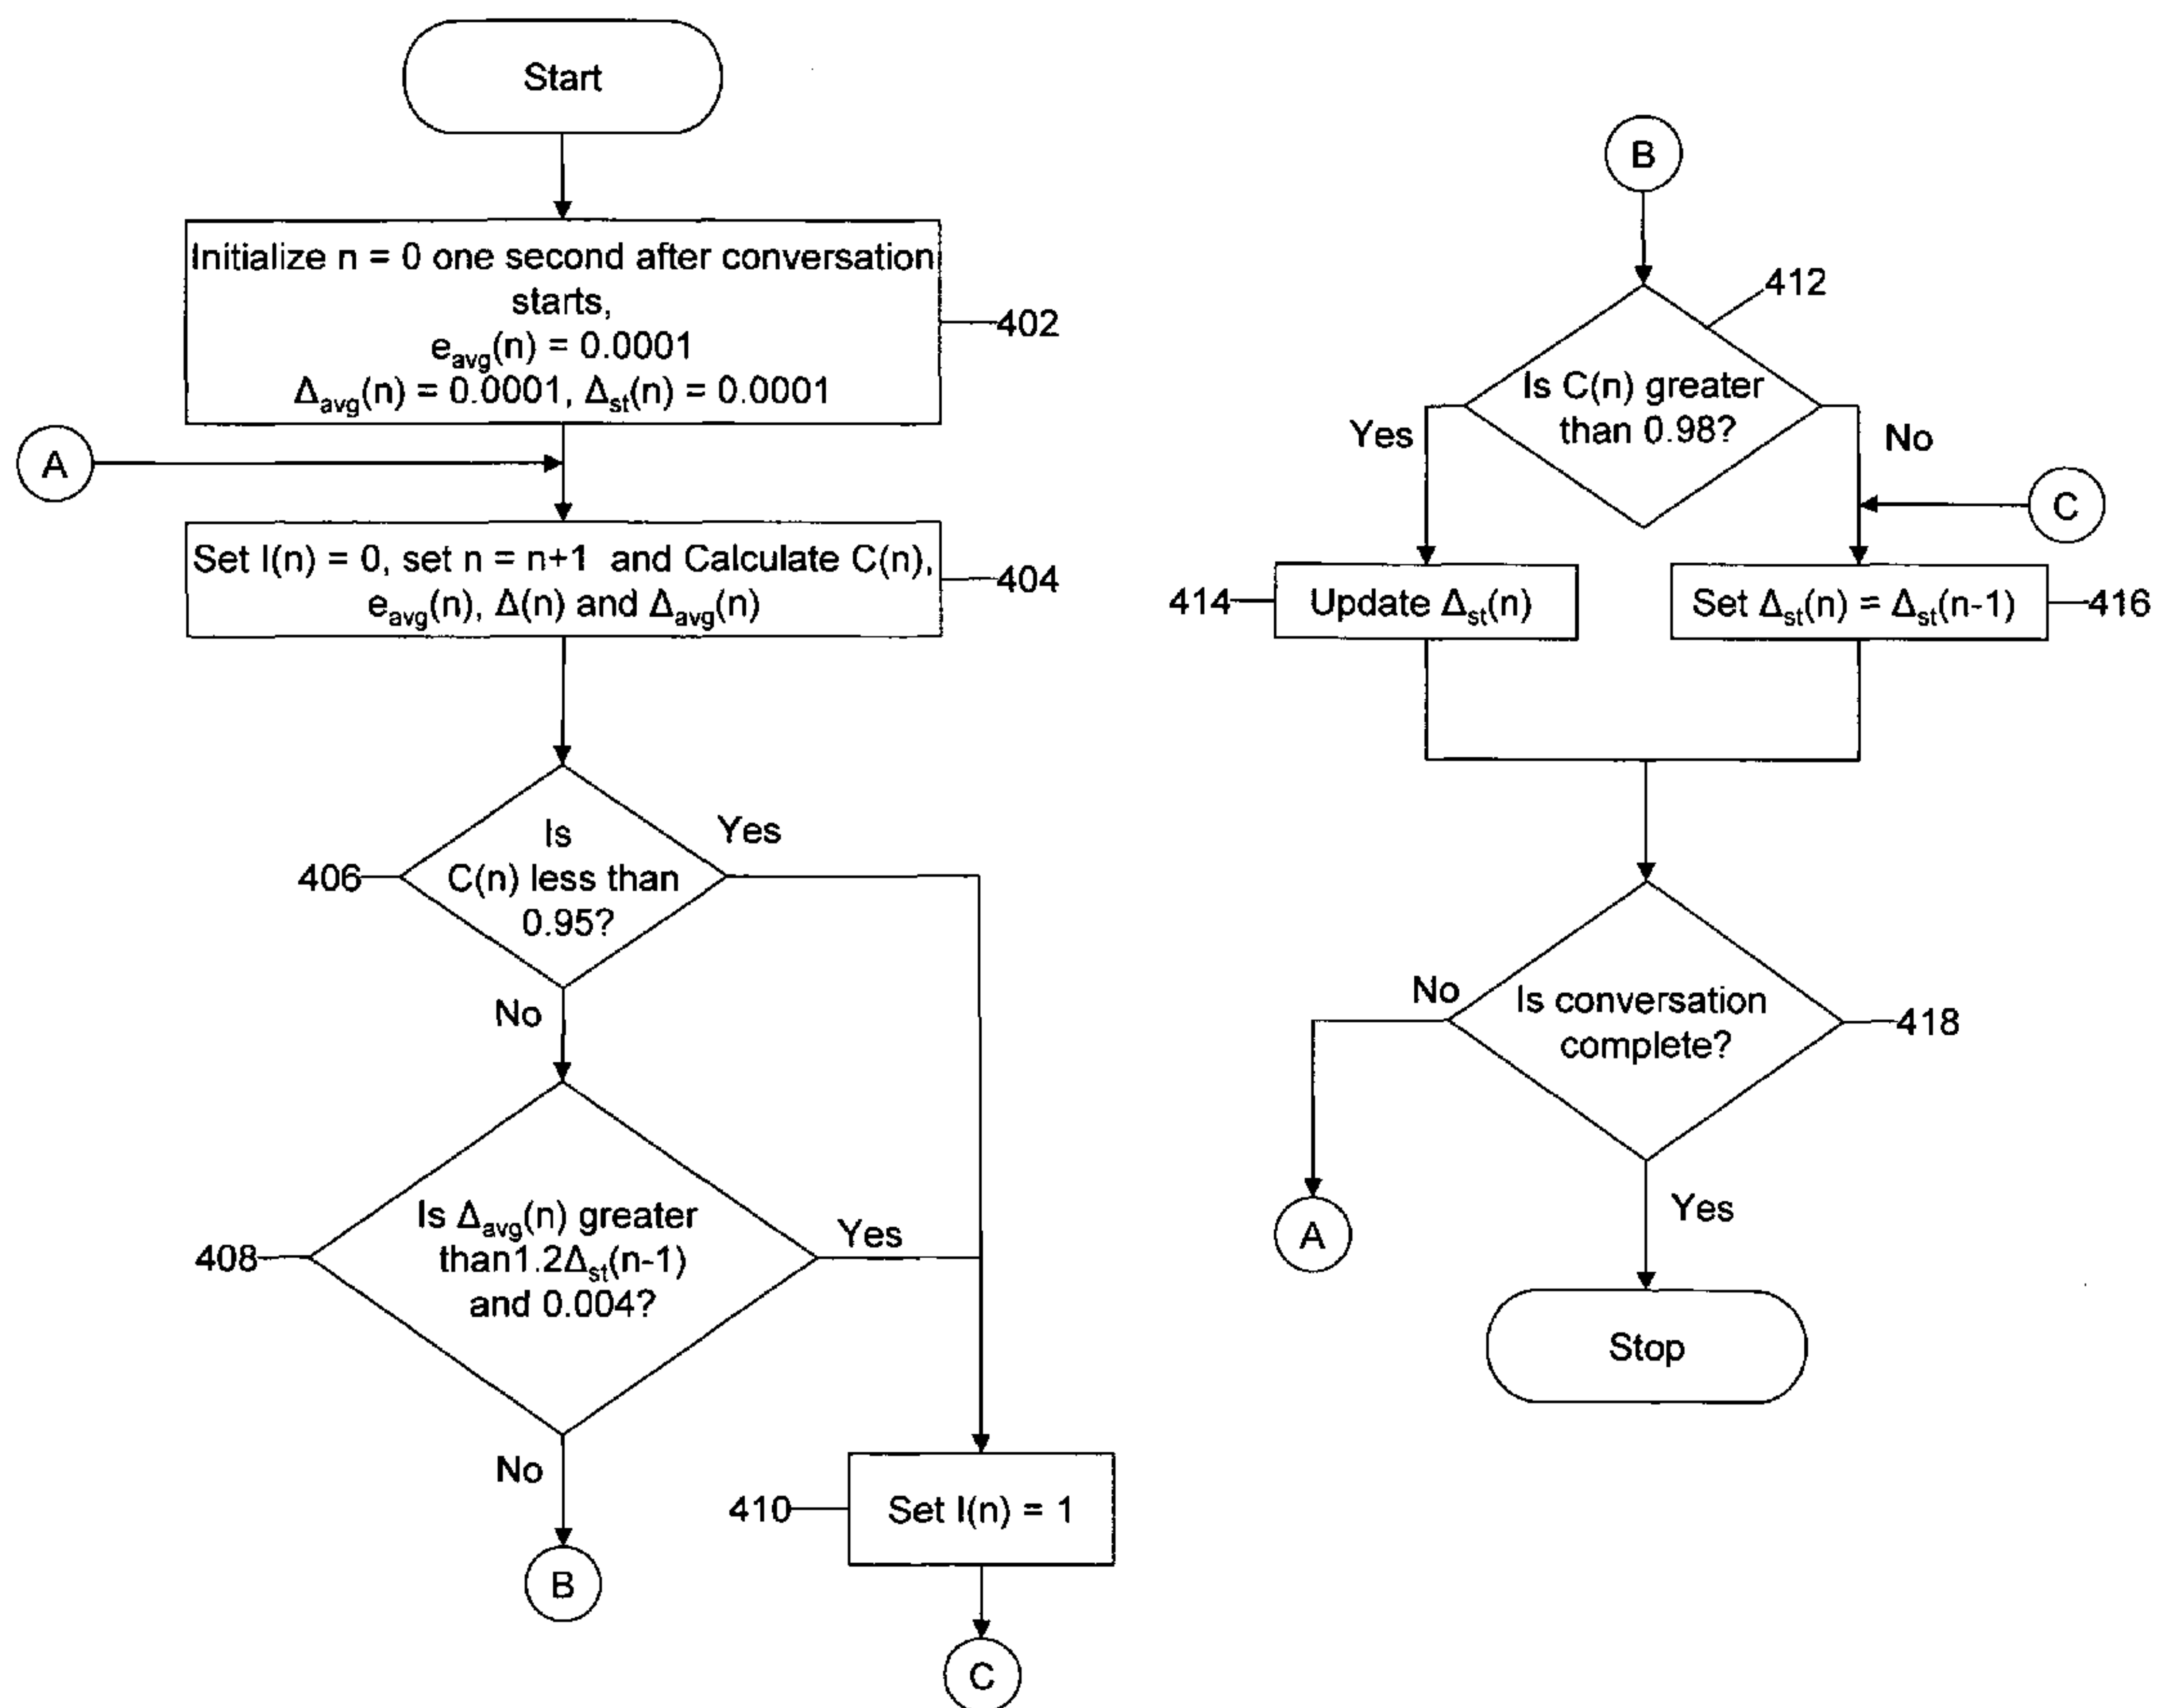 Start
Initialize n = 0 one second after conversation
starts,
eavg(n) = 0.0001
Δavg(n) = 0.0001, Δst(n) = 0.0001
402
A
Set I(n) = 0, set n = n+1 and Calculate C(n),
eavg(n), Δ(n) and Δavg(n)
404
Is
C(n) less than
0.95?
406
Yes
No
Is Δavg(n) greater
than1.2Δst(n-1)
and 0.004?
408
Yes
No
410
Set I(n) = 1
B
C
B
412
Is C(n) greater
than 0.98?
Yes
No
C
414
Update Δst(n)
Set Δst(n) = Δst(n-1)
416
No
Is conversation
complete?
418
A
Yes
Stop